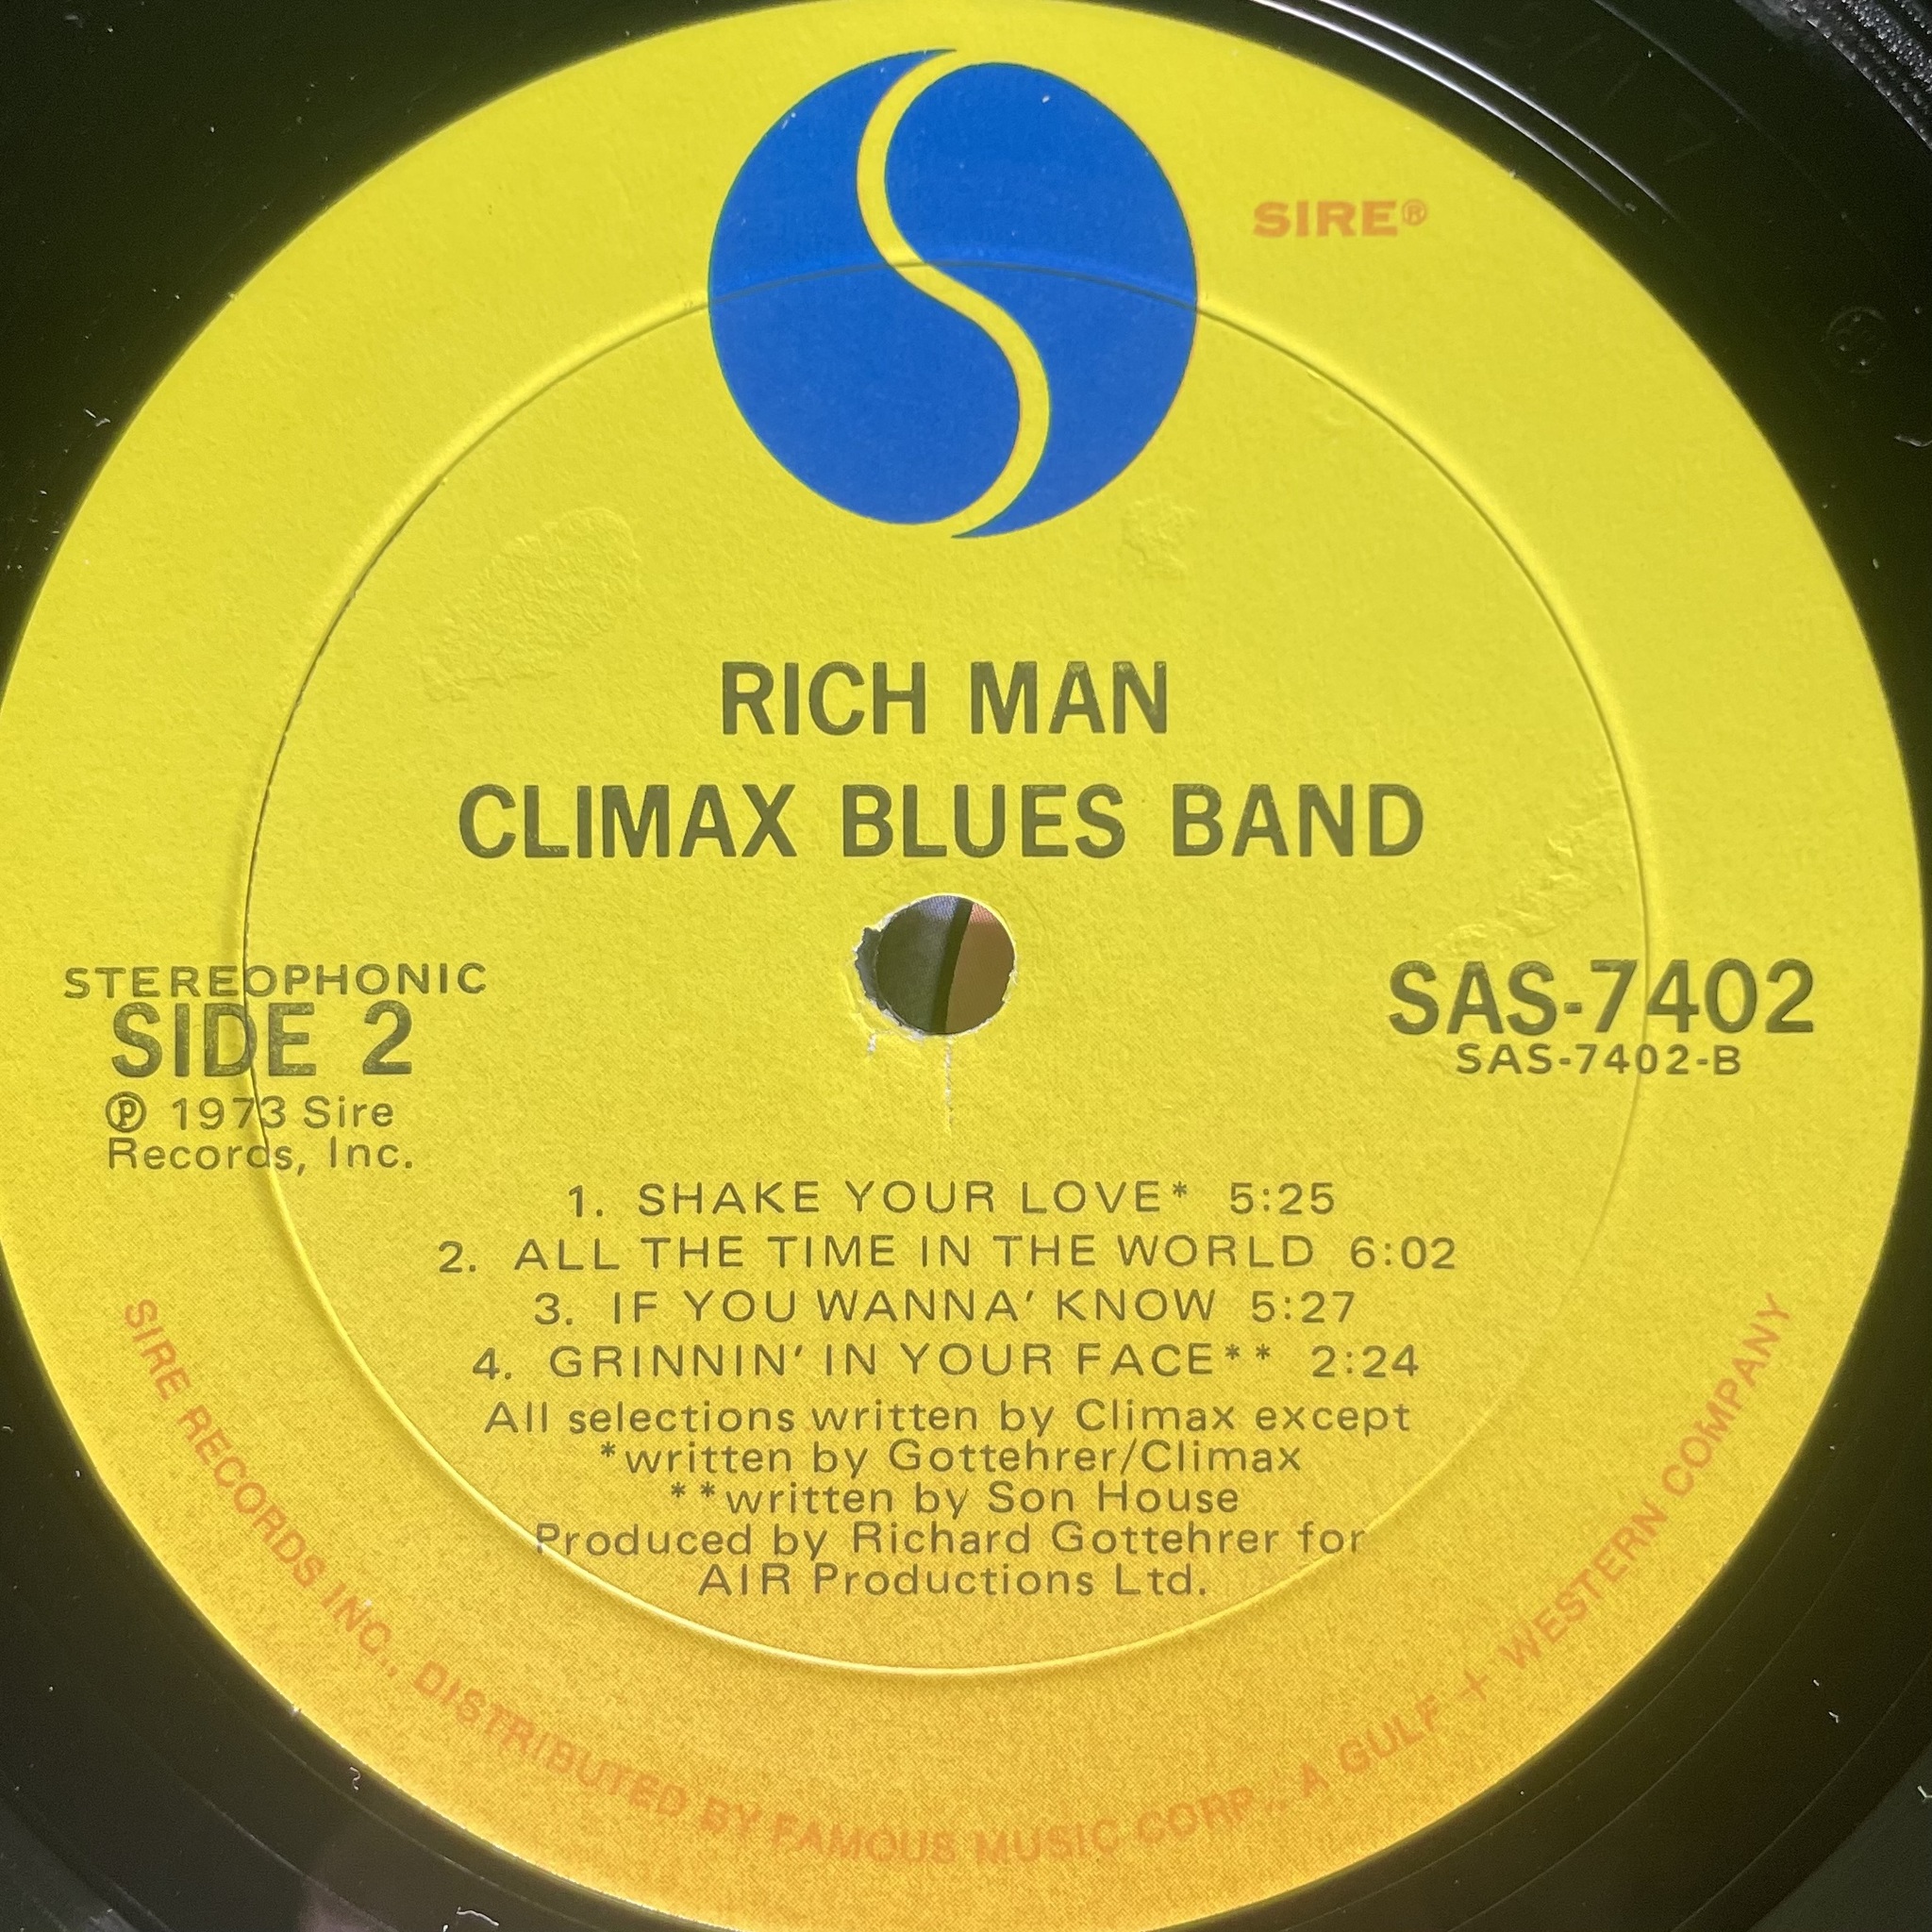 SIRE®
RICH MAN
CLIMAX BLUES BAND
STEREOPHONIC
SIDE 2
℗ 1973 Sire
Records, Inc.
SAS-7402
SAS-7402-B
1. SHAKE YOUR LOVE* 5:25
2. ALL THE TIME IN THE WORLD 6:02
3. IF YOU WANNA' KNOW 5:27
4. GRINNIN' IN YOUR FACE** 2:24
All selections written by Climax except
*written by Gottehrer/Climax
**written by Son House
Produced by Richard Gottehrer for
AIR Productions Ltd.
SIRE RECORDS INC., DISTRIBUTED BY FAMOUS MUSIC CORP., A GULF + WESTERN COMPANY